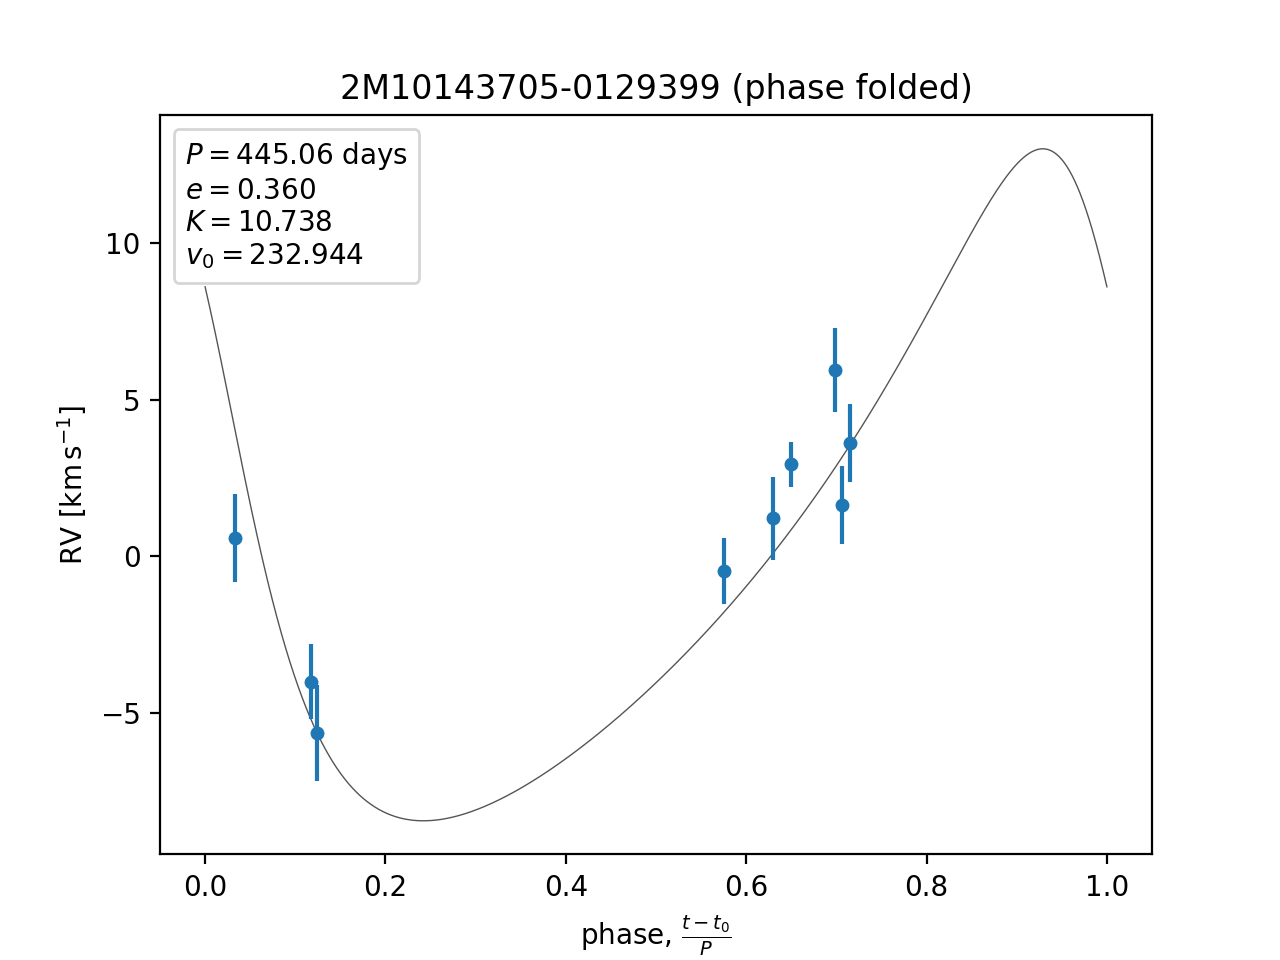 2M10143705-0129399 (phase folded)
P = 445.06 days
e = 0.360
K = 10.738
v₀ = 232.944
10
5
0
−5
RV [km s⁻¹]
0.0 0.2 0.4 0.6 0.8 1.0
phase, (t − t₀)/P